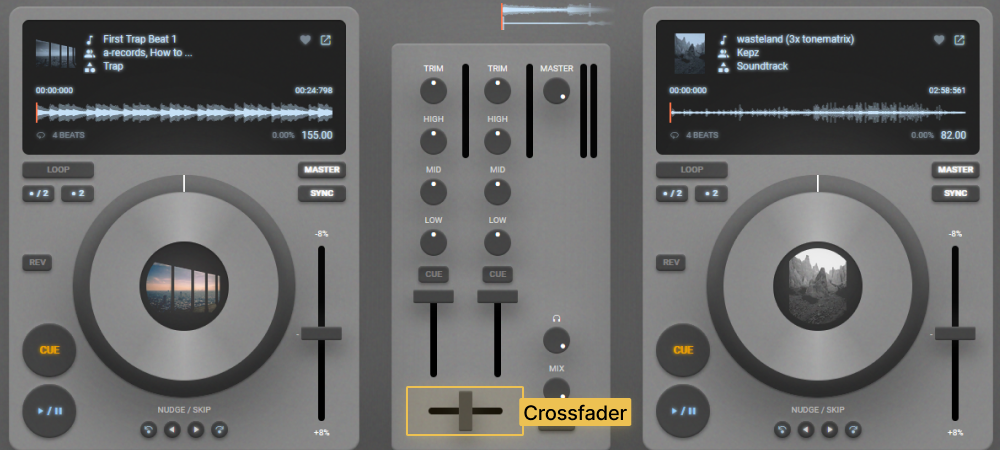 First Trap Beat 1
a-records, How to ...
Trap
00:00:000
00:24:798
4 BEATS
0.00%
155.00
LOOP
MASTER
/ 2
2
SYNC
-8%
REV
CUE
NUDGE / SKIP
+8%
TRIM
TRIM
MASTER
HIGH
HIGH
MID
MID
LOW
LOW
CUE
CUE
MIX
Crossfader
wasteland (3x tonematrix)
Kepz
Soundtrack
00:00:000
02:58:561
4 BEATS
0.00%
82.00
LOOP
MASTER
/ 2
2
SYNC
-8%
REV
CUE
NUDGE / SKIP
+8%